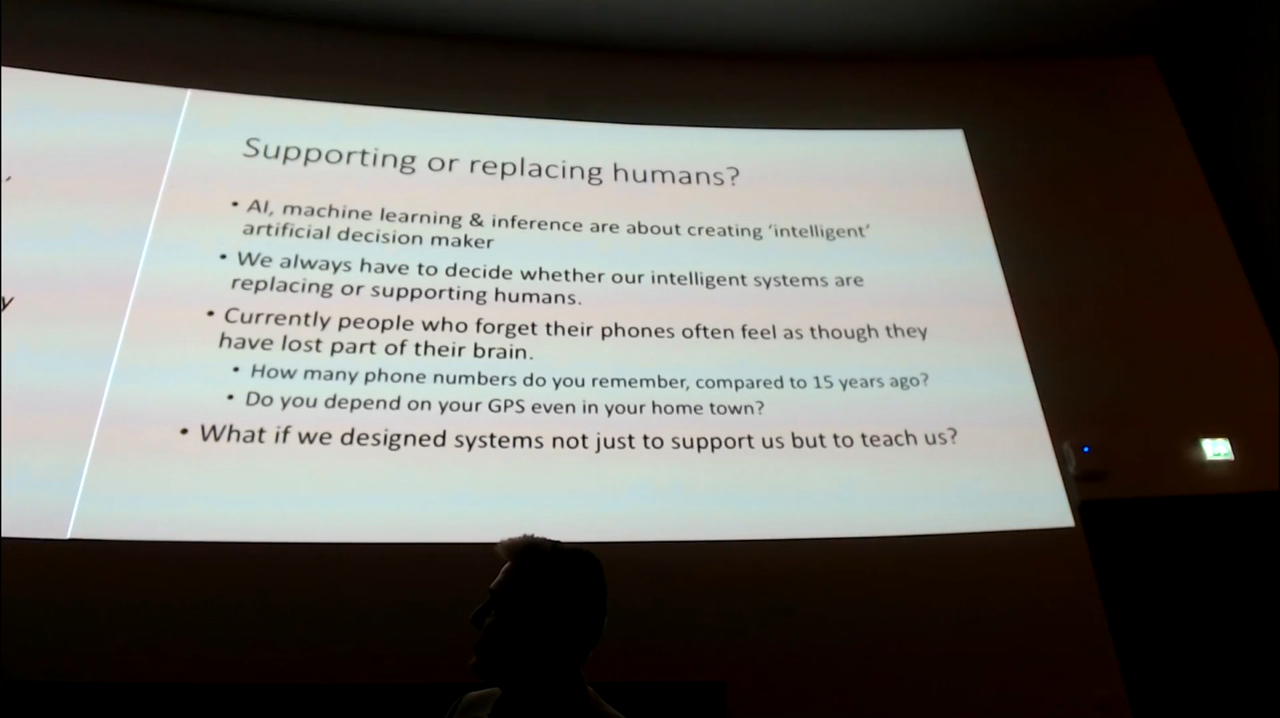 Supporting or replacing humans?
• AI, machine learning & inference are about creating ‘intelligent’
artificial decision maker
• We always have to decide whether our intelligent systems are
replacing or supporting humans.
• Currently people who forget their phones often feel as though they
have lost part of their brain.
• How many phone numbers do you remember, compared to 15 years ago?
• Do you depend on your GPS even in your home town?
• What if we designed systems not just to support us but to teach us?